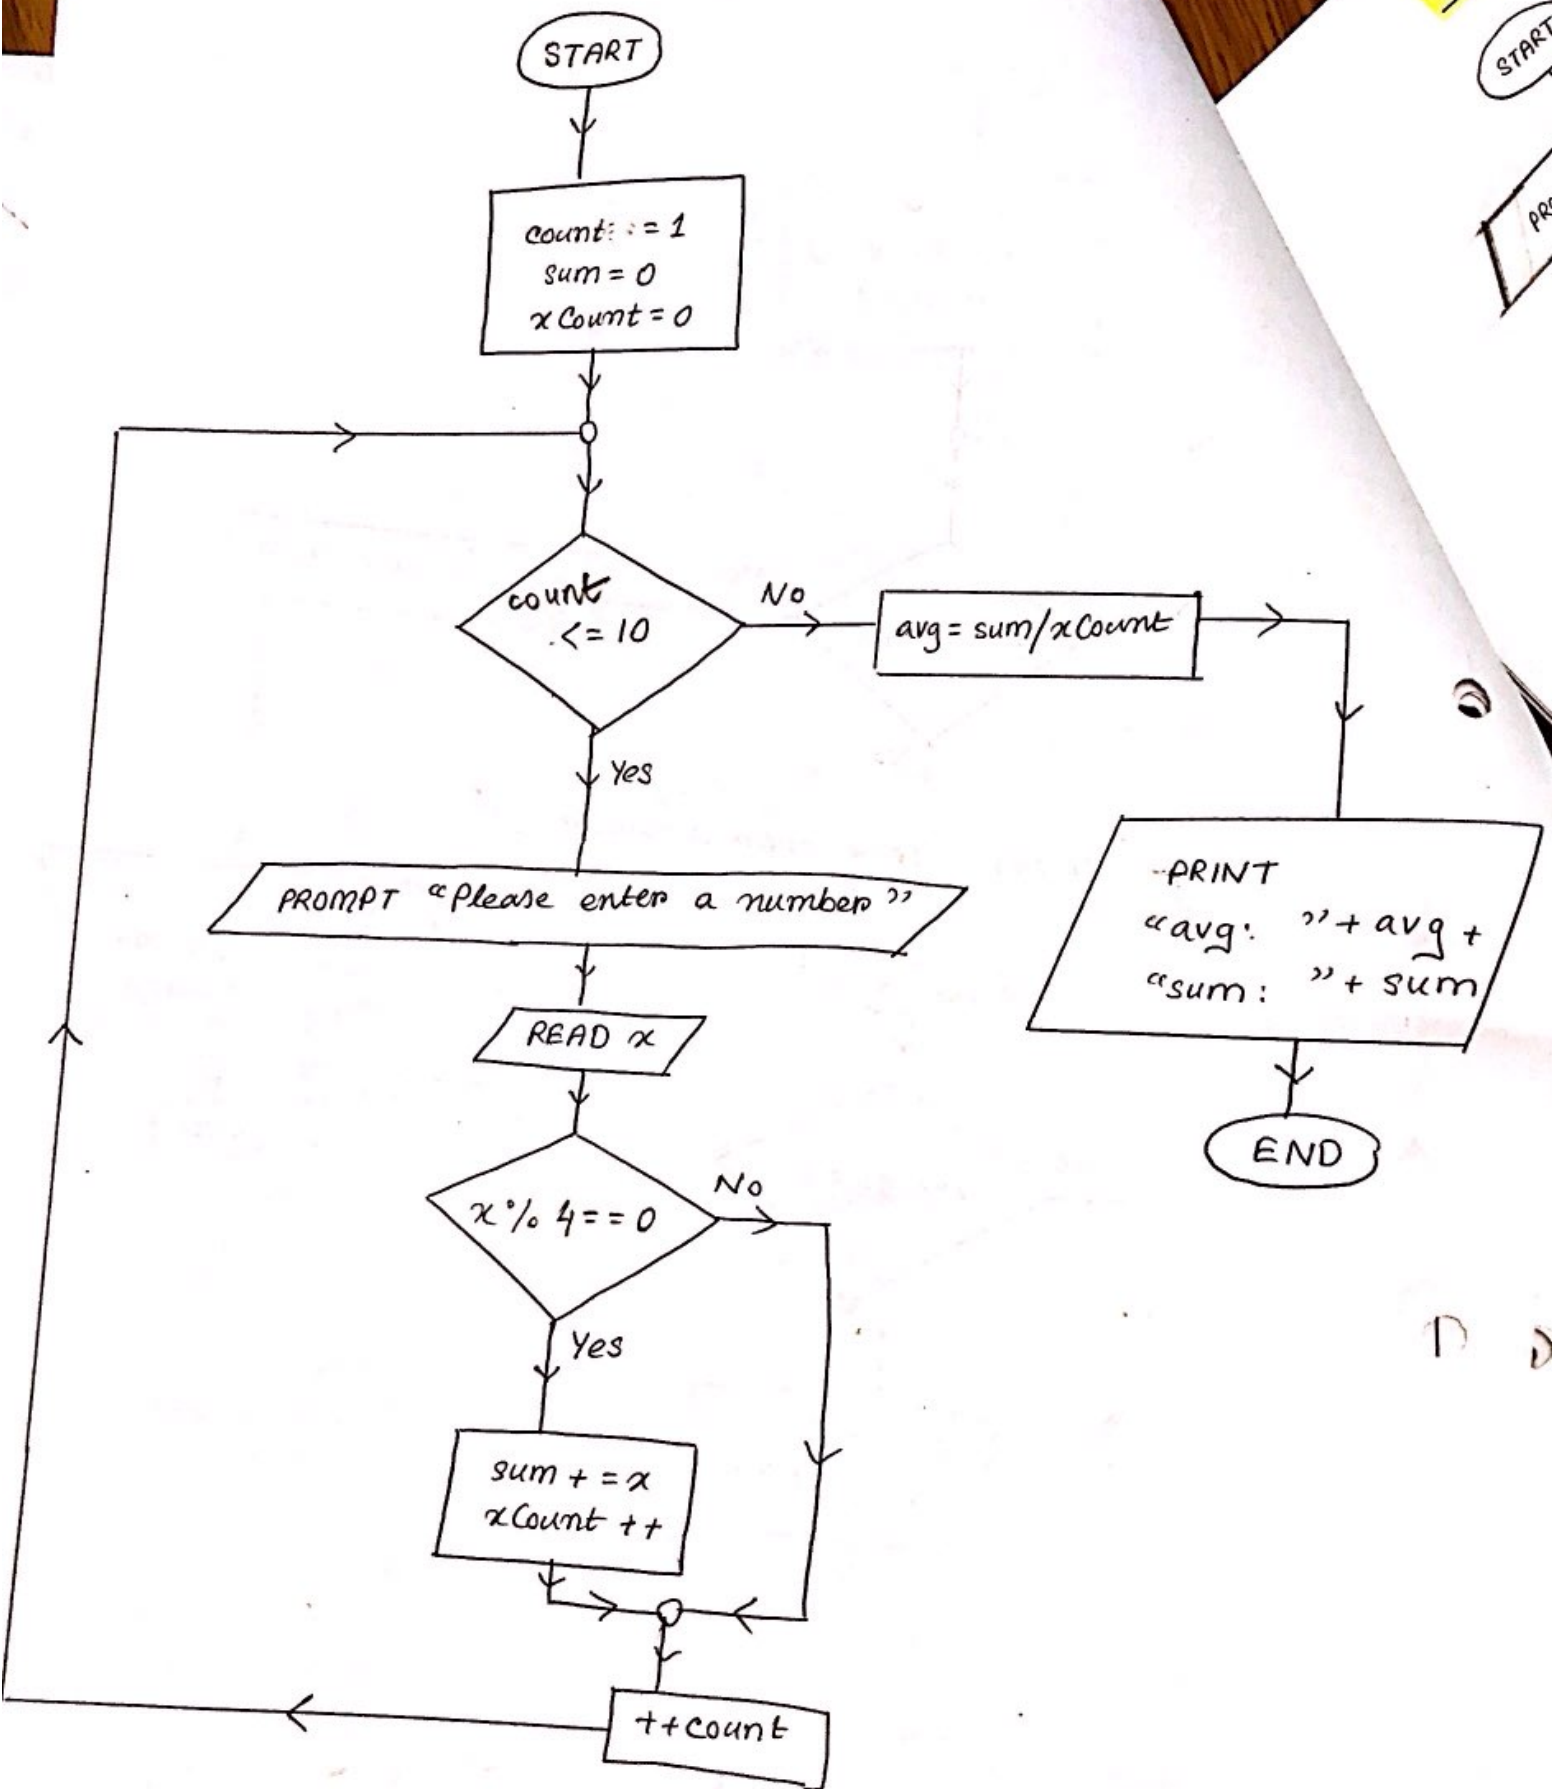 START
count := 1
sum = 0
xCount = 0
count
<= 10
No
avg = sum/xCount
Yes
PROMPT "Please enter a number"
READ x
x % 4 == 0
No
Yes
sum + = x
xCount ++
++count
PRINT
"avg: " + avg +
"sum: " + sum
END
START